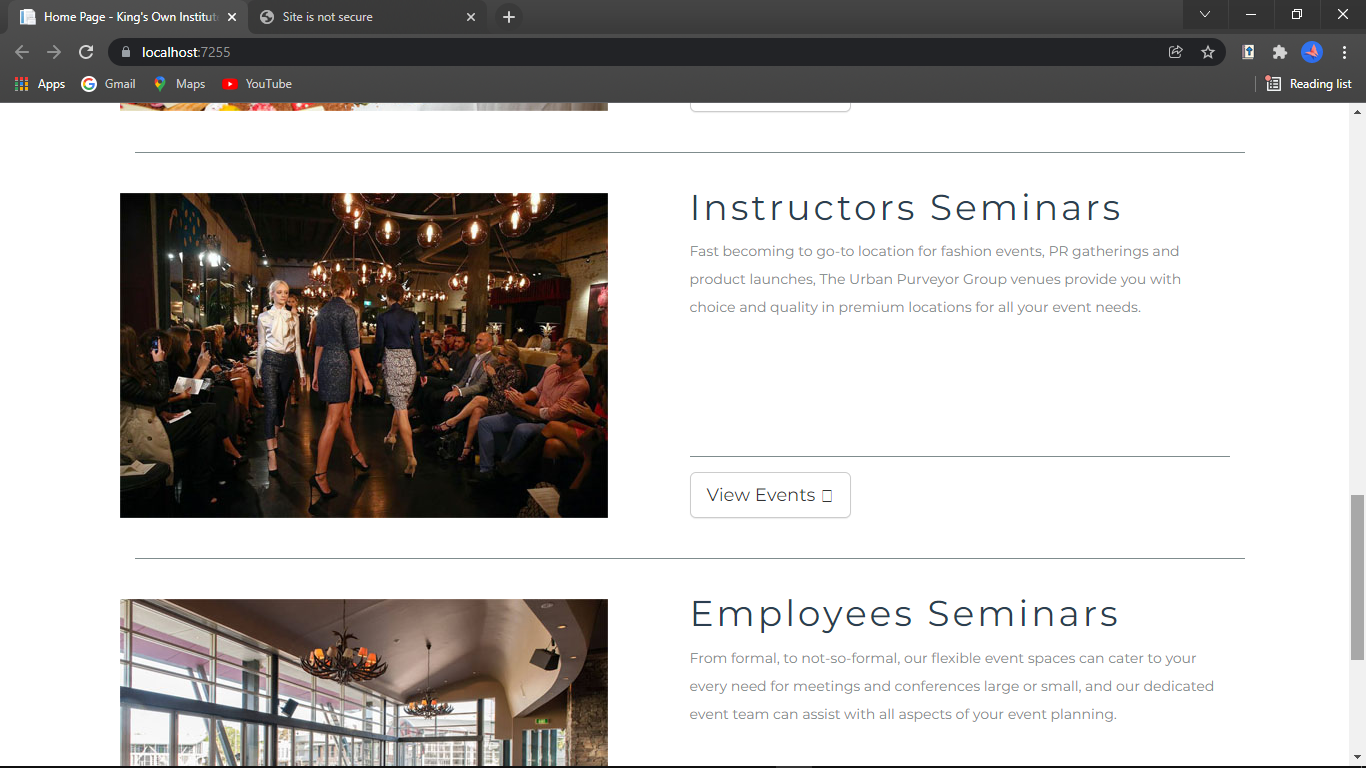 Home Page - King's Own Institut
Site is not secure
localhost:7255
Apps
Gmail
Maps
YouTube
Reading list
Instructors Seminars
Fast becoming to go-to location for fashion events, PR gatherings and
product launches, The Urban Purveyor Group venues provide you with
choice and quality in premium locations for all your event needs.
View Events
Employees Seminars
From formal, to not-so-formal, our flexible event spaces can cater to your
every need for meetings and conferences large or small, and our dedicated
event team can assist with all aspects of your event planning.